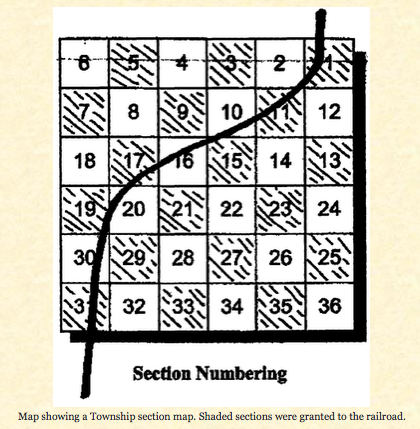 6 5 4 3 2 1
7 8 9 10 11 12
18 17 16 15 14 13
19 20 21 22 23 24
30 29 28 27 26 25
31 32 33 34 35 36
Section Numbering
Map showing a Township section map. Shaded sections were granted to the railroad.